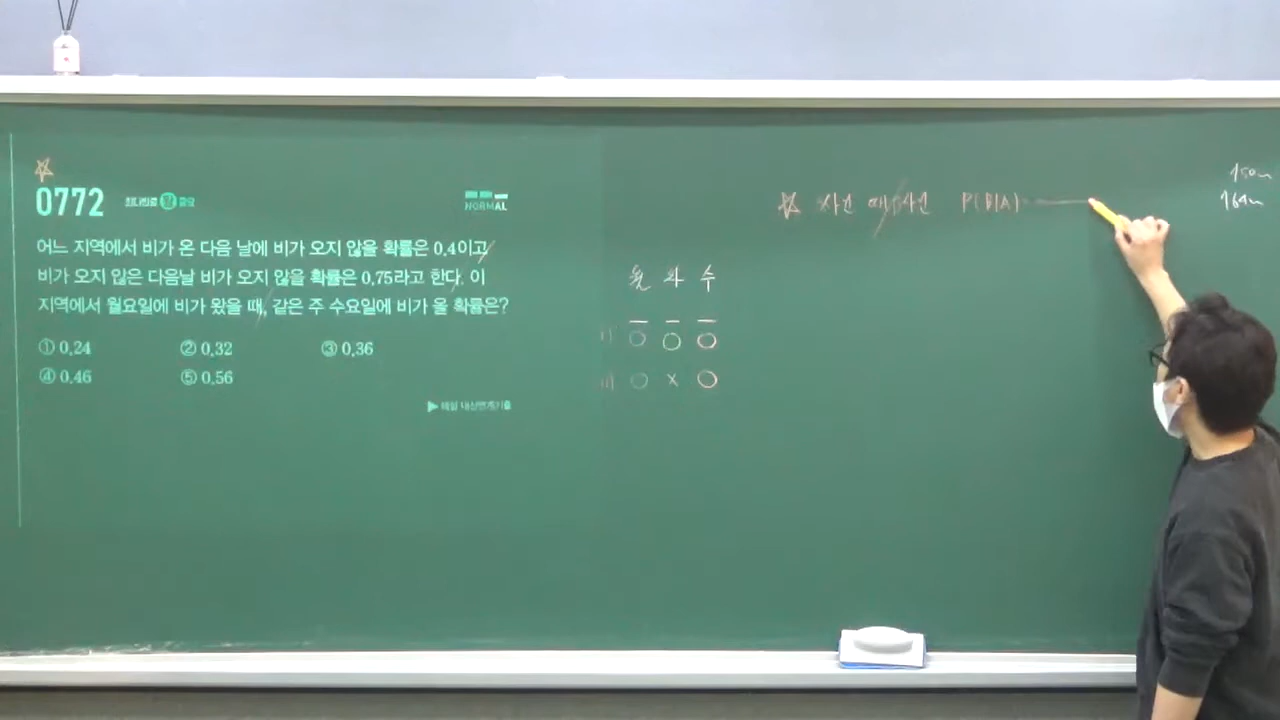 0772
NORMAL
어느 지역에서 비가 온 다음 날에 비가 오지 않을 확률은 0.4이고
비가 오지 않은 다음날 비가 오지 않을 확률은 0.75라고 한다. 이
지역에서 월요일에 비가 왔을 때, 같은 주 수요일에 비가 올 확률은?
① 0.24 ② 0.32 ③ 0.36
④ 0.46 ⑤ 0.56
P(B|A)
월 화 수
i) ○ ○ ○
ii) ○ × ○